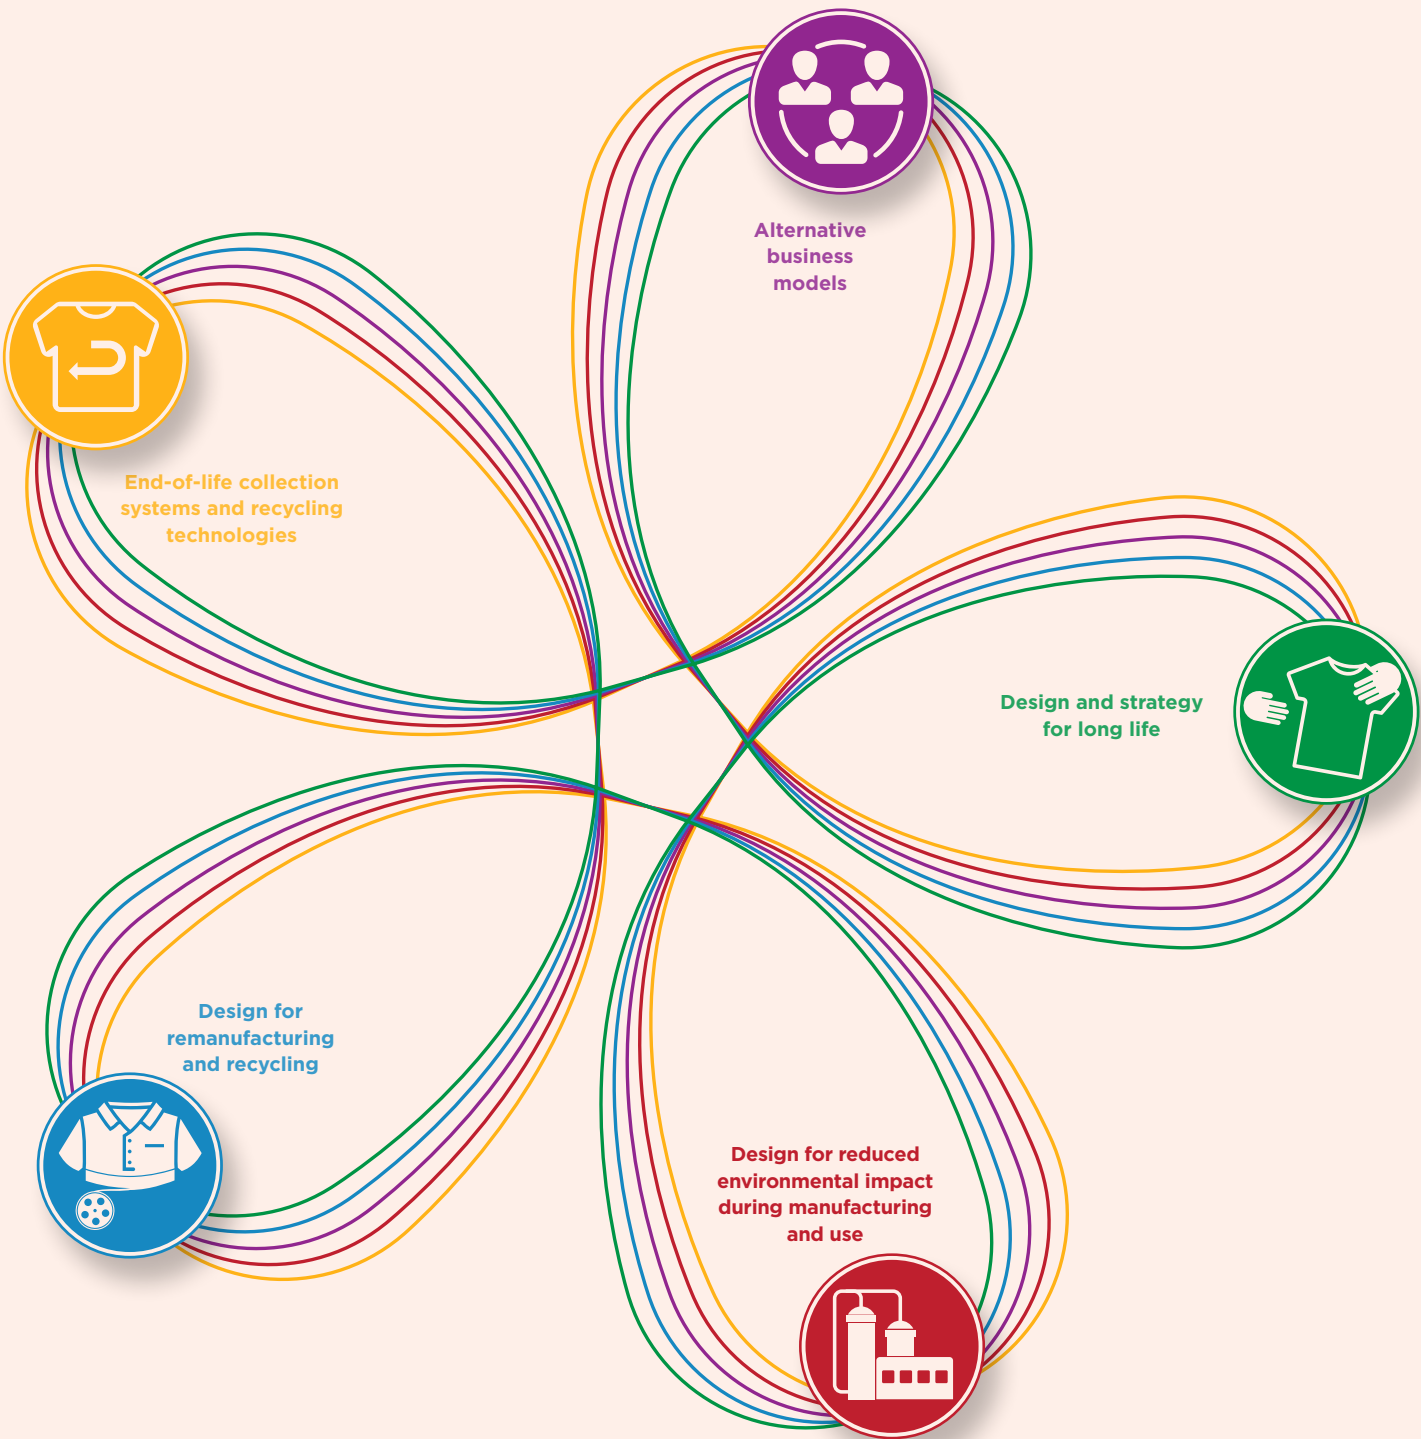 Alternative
business
models
End-of-life collection
systems and recycling
technologies
Design and strategy
for long life
Design for
remanufacturing
and recycling
Design for reduced
environmental impact
during manufacturing
and use